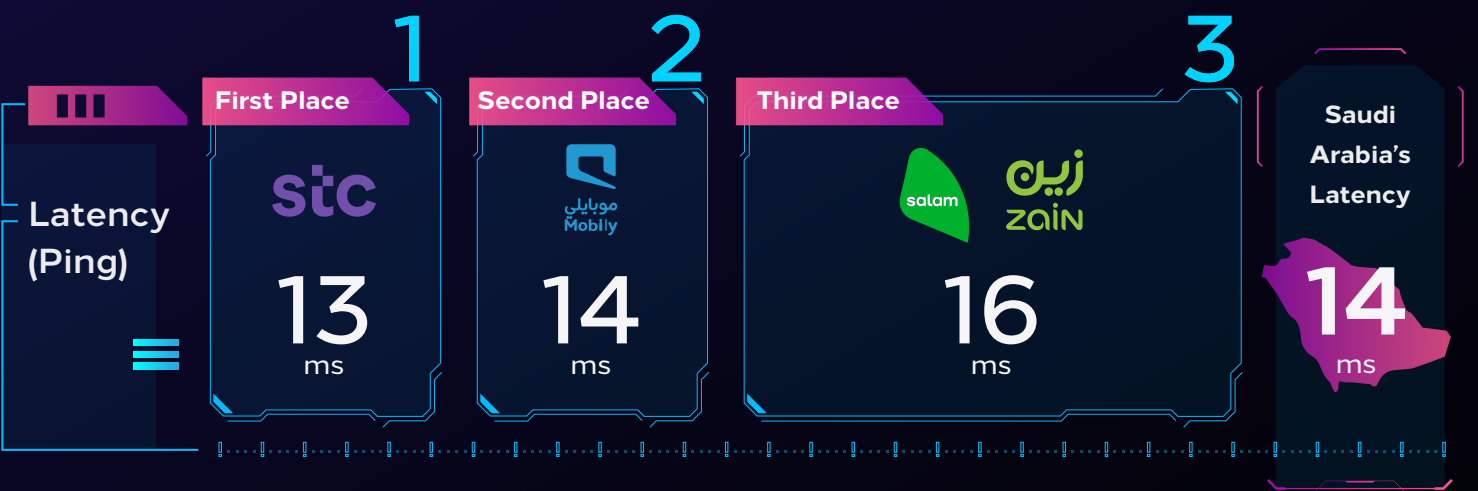 Latency
(Ping)
1
First Place
stc
13
ms
2
Second Place
موبايلي
Mobily
14
ms
3
Third Place
salam
زين
zain
16
ms
Saudi
Arabia’s
Latency
14
ms